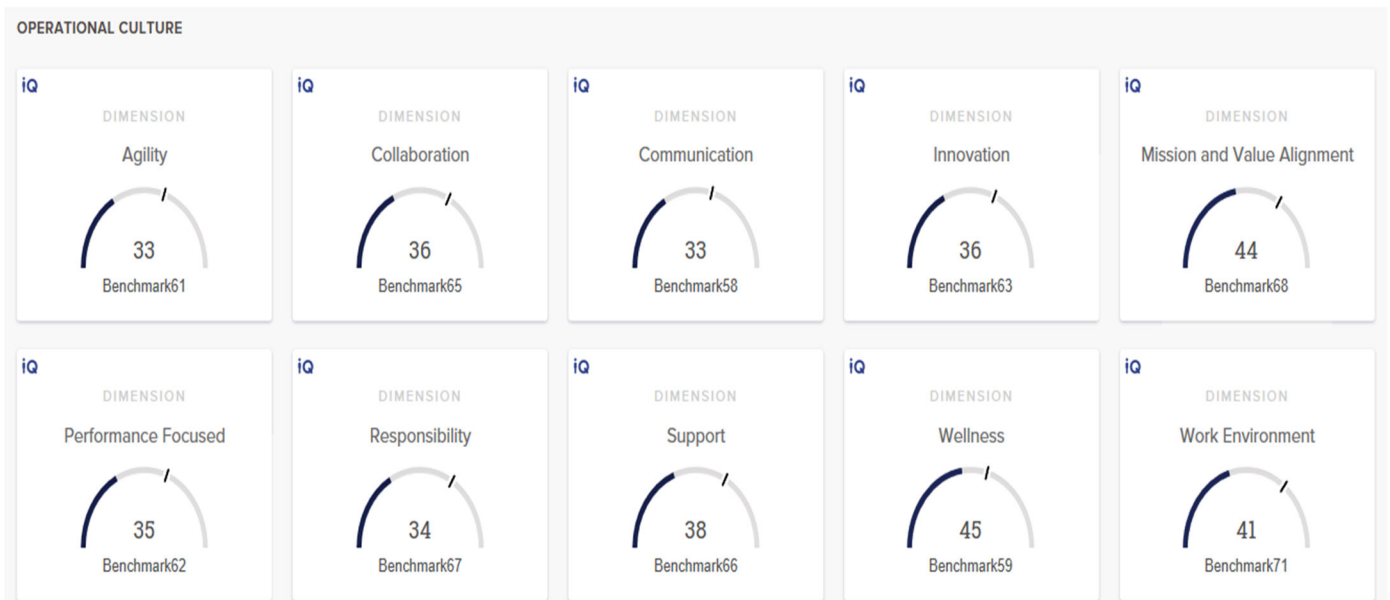 OPERATIONAL CULTURE
iQ
DIMENSION
Agility
33
Benchmark61
iQ
DIMENSION
Collaboration
36
Benchmark65
iQ
DIMENSION
Communication
33
Benchmark58
iQ
DIMENSION
Innovation
36
Benchmark63
iQ
DIMENSION
Mission and Value Alignment
44
Benchmark68
iQ
DIMENSION
Performance Focused
35
Benchmark62
iQ
DIMENSION
Responsibility
34
Benchmark67
iQ
DIMENSION
Support
38
Benchmark66
iQ
DIMENSION
Wellness
45
Benchmark59
iQ
DIMENSION
Work Environment
41
Benchmark71